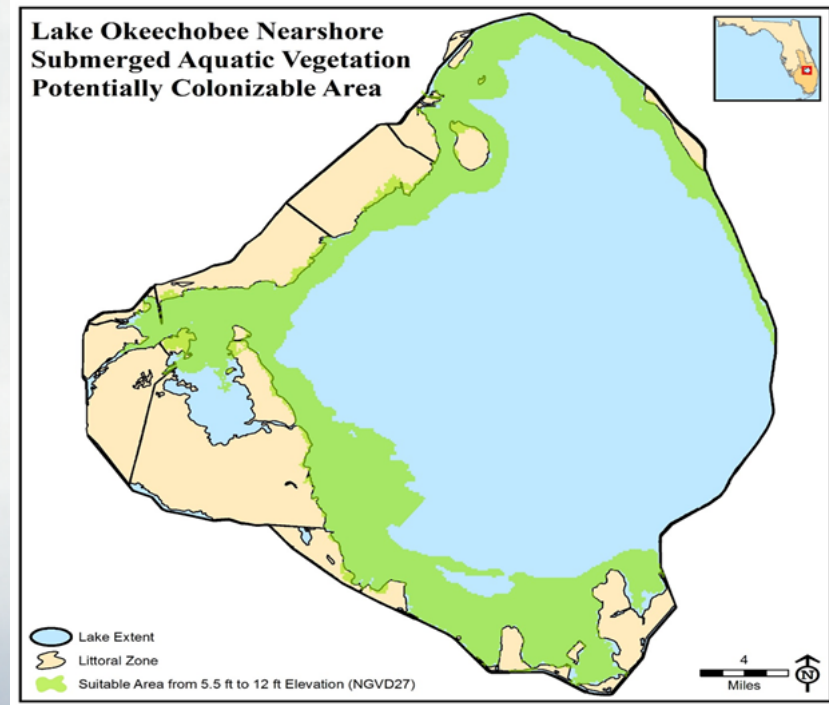 Lake Okeechobee Nearshore
Submerged Aquatic Vegetation
Potentially Colonizable Area
Lake Extent
Littoral Zone
Suitable Area from 5.5 ft to 12 ft Elevation (NGVD27)
4
Miles
N